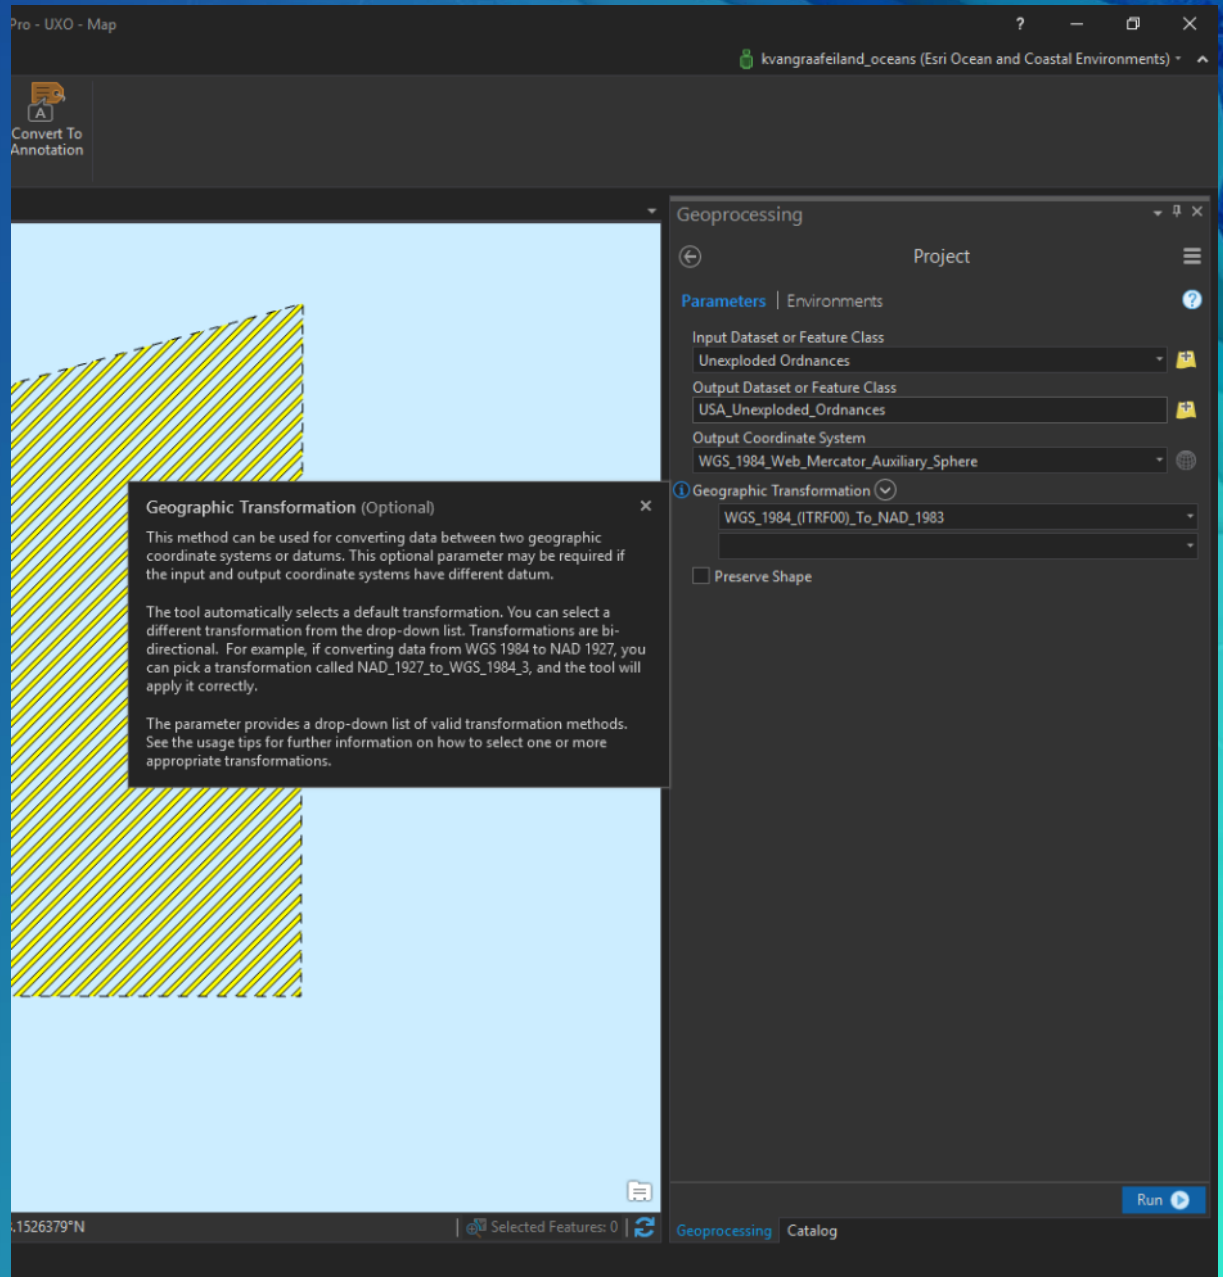 Pro - UXO - Map
?
kvangraafeiland_oceans (Esri Ocean and Coastal Environments)
A
Convert To
Annotation
Geoprocessing
Project
Parameters | Environments
?
Input Dataset or Feature Class
Unexploded Ordnances
Output Dataset or Feature Class
USA_Unexploded_Ordnances
Output Coordinate System
WGS_1984_Web_Mercator_Auxiliary_Sphere
Geographic Transformation
WGS_1984_(ITRF00)_To_NAD_1983
Preserve Shape
Geographic Transformation (Optional)
This method can be used for converting data between two geographic
coordinate systems or datums. This optional parameter may be required if
the input and output coordinate systems have different datum.
The tool automatically selects a default transformation. You can select a
different transformation from the drop-down list. Transformations are bi-
directional.  For example, if converting data from WGS 1984 to NAD 1927, you
can pick a transformation called NAD_1927_to_WGS_1984_3, and the tool will
apply it correctly.
The parameter provides a drop-down list of valid transformation methods.
See the usage tips for further information on how to select one or more
appropriate transformations.
Run
.1526379°N
Selected Features: 0
Geoprocessing
Catalog